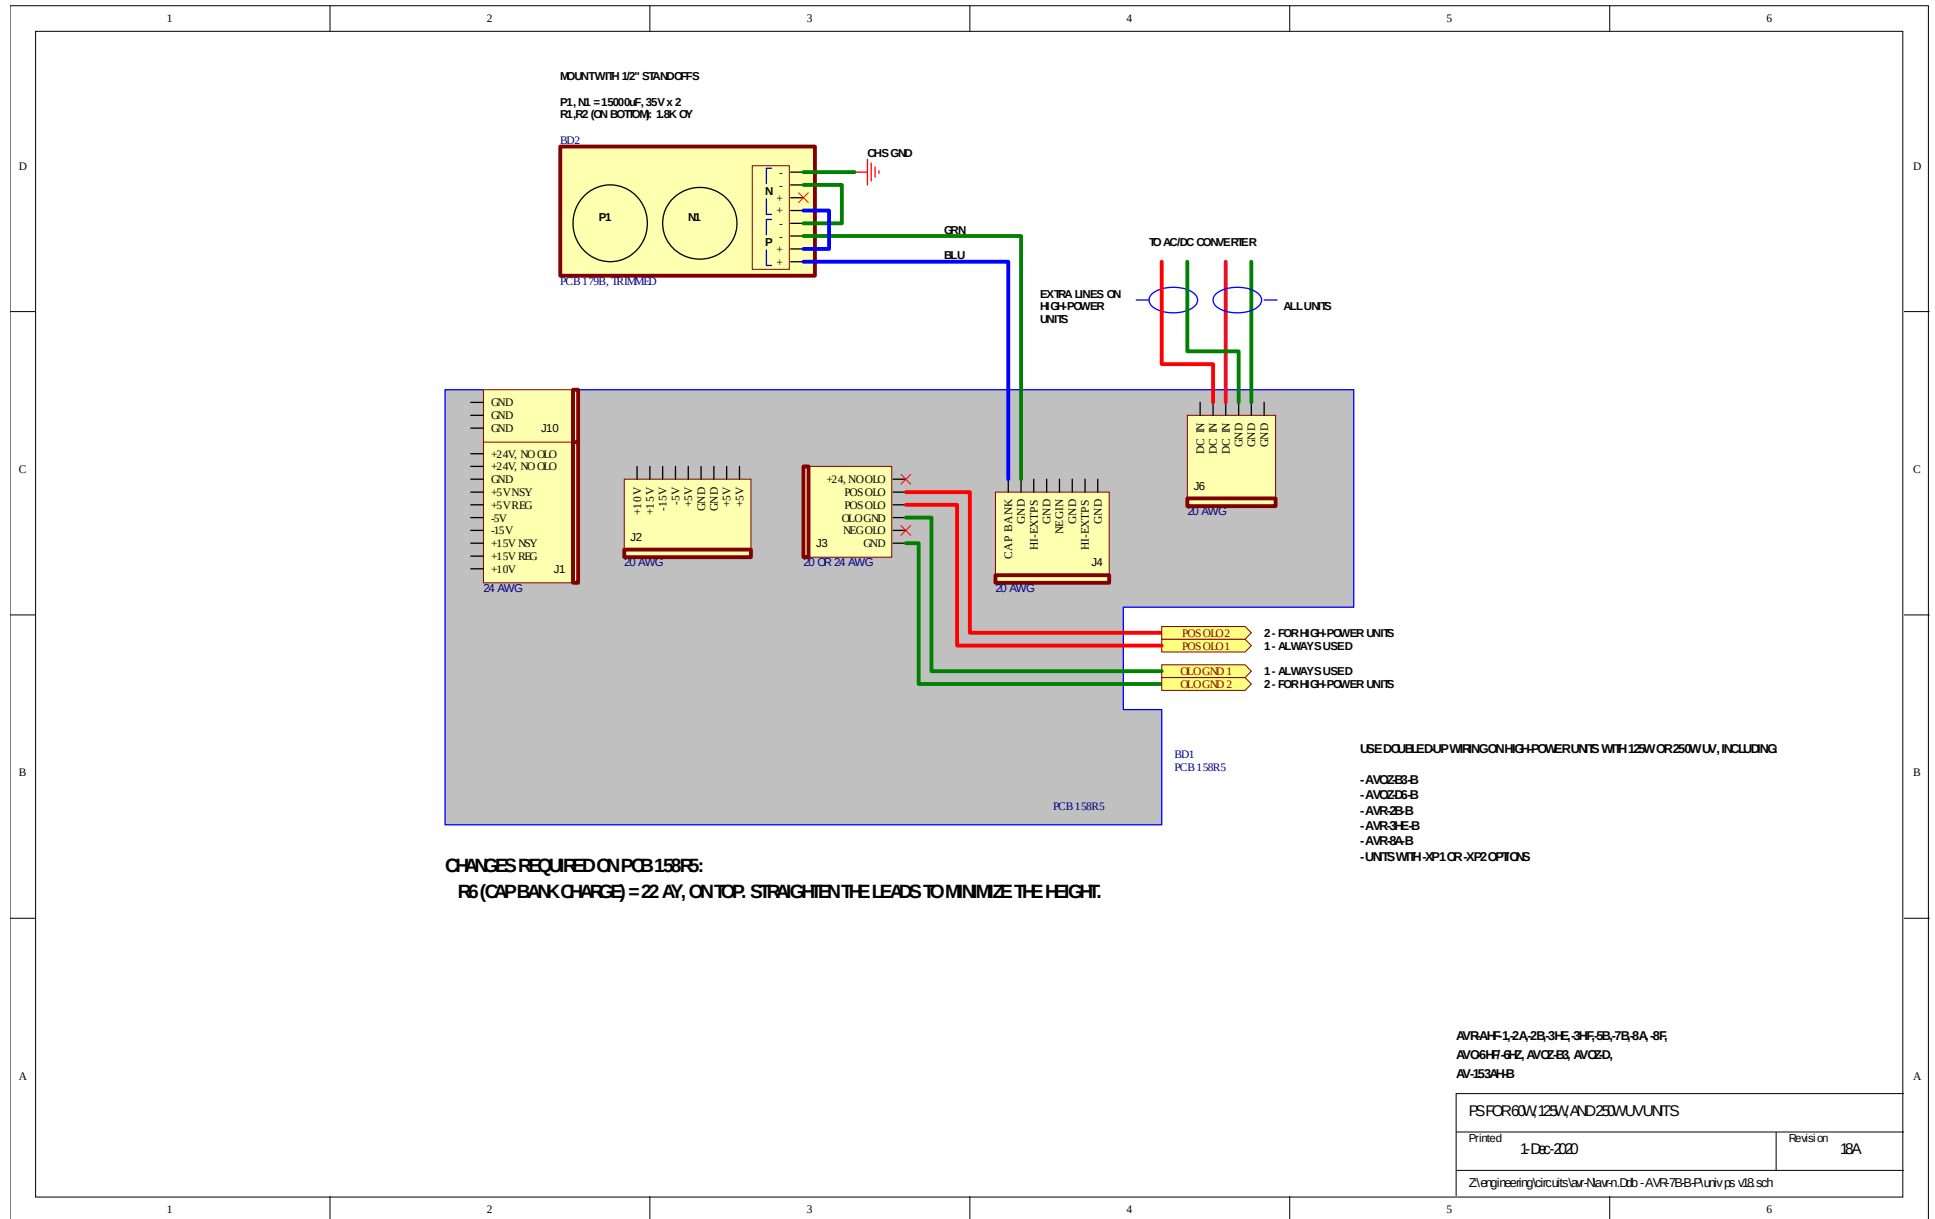 1 2 3 4 5 6
MOUNT WITH 1/2" STANDOFFS
P1, N1 = 15000uF, 35V x 2
R1,R2 (ON BOTTOM): 1.8K OY
BD2
CHS GND
D D
P1 N1
N
P
-
-
+
+
-
-
+
+
GRN
BLU
PCB 179B, TRIMMED
TO AC/DC CONVERTER
EXTRA LINES ON
HIGH-POWER
UNITS
ALL UNITS
GND
GND
GND
J10
+24V, NO OLO
+24V, NO OLO
GND
+5V NSY
+5V REG
-5V
-15V
+15V NSY
+15V REG
+10V
J1
24 AWG
C C
+10V
+15V
-15V
-5V
+5V
GND
GND
+5V
+5V
J2
20 AWG
+24, NO OLO
POS OLO
POS OLO
OLO GND
NEG OLO
GND
J3
20 OR 24 AWG
CAP BANK
GND
HI-EXTPS
GND
NEG IN
GND
HI-EXTPS
GND
J4
20 AWG
DC IN
DC IN
DC IN
GND
GND
GND
J6
20 AWG
POS OLO 2 2 - FOR HIGH-POWER UNITS
POS OLO 1 1 - ALWAYS USED
OLO GND 1 1 - ALWAYS USED
OLO GND 2 2 - FOR HIGH-POWER UNITS
BD1
PCB 158R5
PCB 158R5
B B
USE DOUBLED UP WIRING ON HIGH-POWER UNITS WITH 125W OR 250W UV, INCLUDING:
- AVOZ-B3-B
- AVOZ-D6-B
- AVR-2B-B
- AVR-3HE-B
- AVR-8A-B
- UNITS WITH -XP1 OR -XP2 OPTIONS
CHANGES REQUIRED ON PCB 158R5:
R6 (CAP BANK CHARGE) = 22 AY, ON TOP. STRAIGHTEN THE LEADS TO MINIMIZE THE HEIGHT.
A A
AVR-AHF-1,-2A,-2B,-3HE,-3HF,-5B,-7B,-8A, -8F,
AVO-6HF/-6HZ, AVOZ-B3, AVOZ-D,
AV-153AH-B
PS FOR 60W, 125W, AND 250W UV UNITS
Printed 1-Dec-2020
Revision 18A
Z:\engineering\circuits\avr-N\avr-n.Ddb - AVR-7B-B-P\univ ps v18.sch
1 2 3 4 5 6